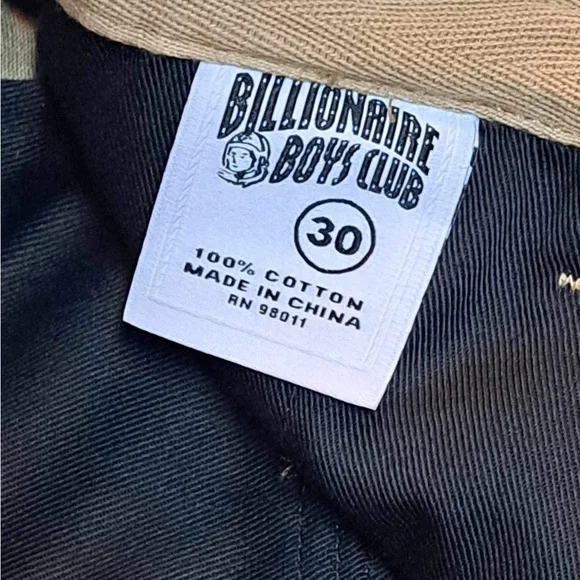 BILLIONAIRE
BOYS CLUB
30
100% COTTON
MADE IN CHINA
RN 98011